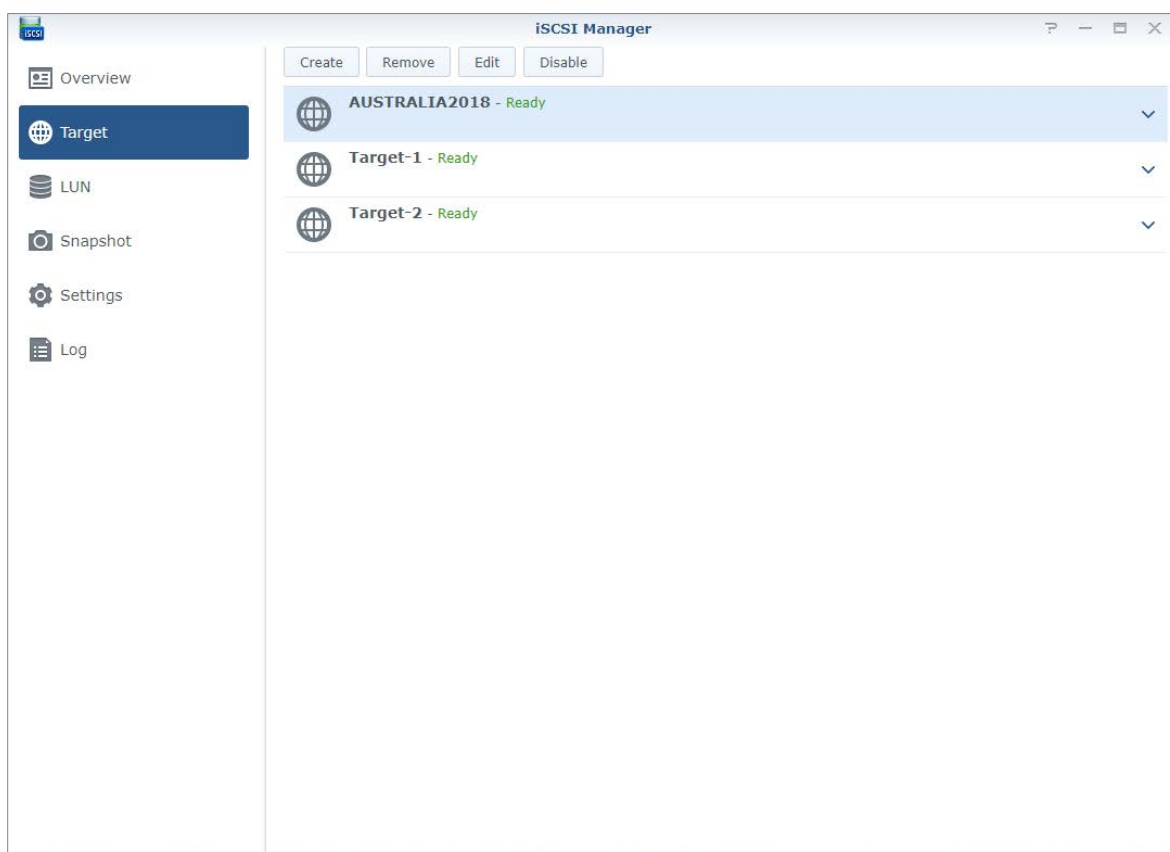 iSCSI
iSCSI Manager
Overview
Target
LUN
Snapshot
Settings
Log
Create Remove Edit Disable
AUSTRALIA2018 - Ready
Target-1 - Ready
Target-2 - Ready